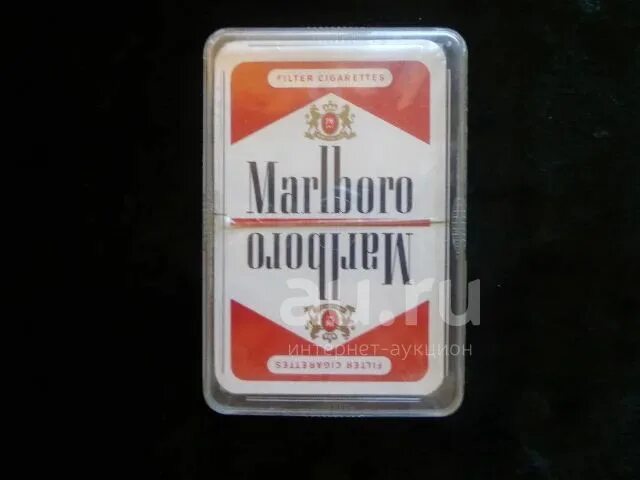 FILTER CIGARETTES
Marlboro
Marlboro
au.ru
интернет-аукцион
FILTER CIGARETTES